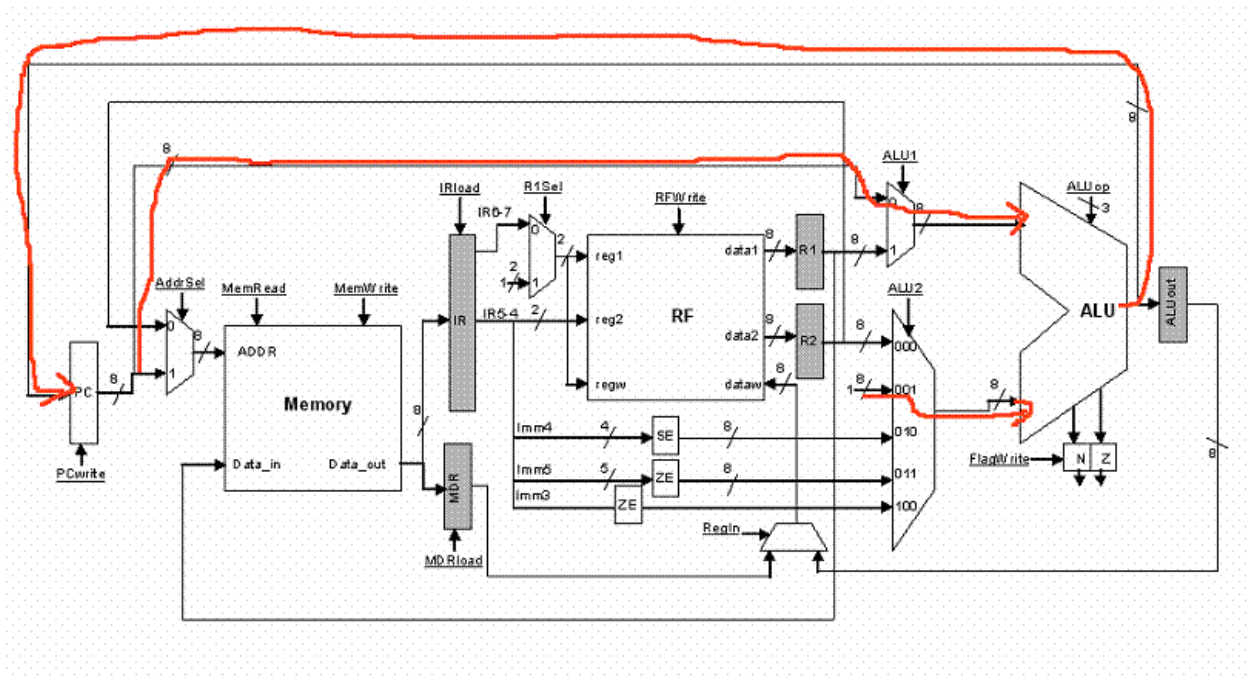 8
8
ALU1
ALUop
3
IRload
R1Sel
RFWrite
IR6-7
0
8
0
2
8
8
1
reg1
data1
R1
AddrSel
MemRead
MemWrite
2
1
1
ALU2
IR
IR5-4
2
reg2
RF
8
data2
R2
8
ALU
ALUout
0
8
ADDR
000
1
PC
8
Memory
regw
8
dataw
1
8
001
8
8
Imm4
4
SE
8
010
PCwrite
Data_in
Data_out
MDR
Imm5
5
ZE
8
011
FlagWrite
N
Z
8
Imm3
ZE
100
RegIn
MDRload